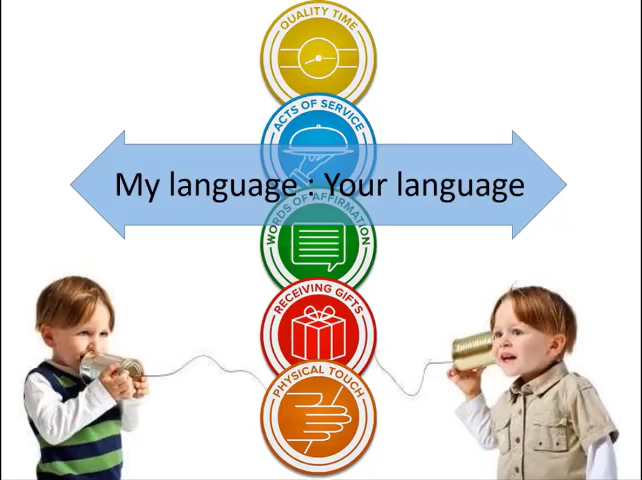 QUALITY TIME
ACTS OF SERVICE
My language : Your language
WORDS OF AFFIRMATION
RECEIVING GIFTS
PHYSICAL TOUCH